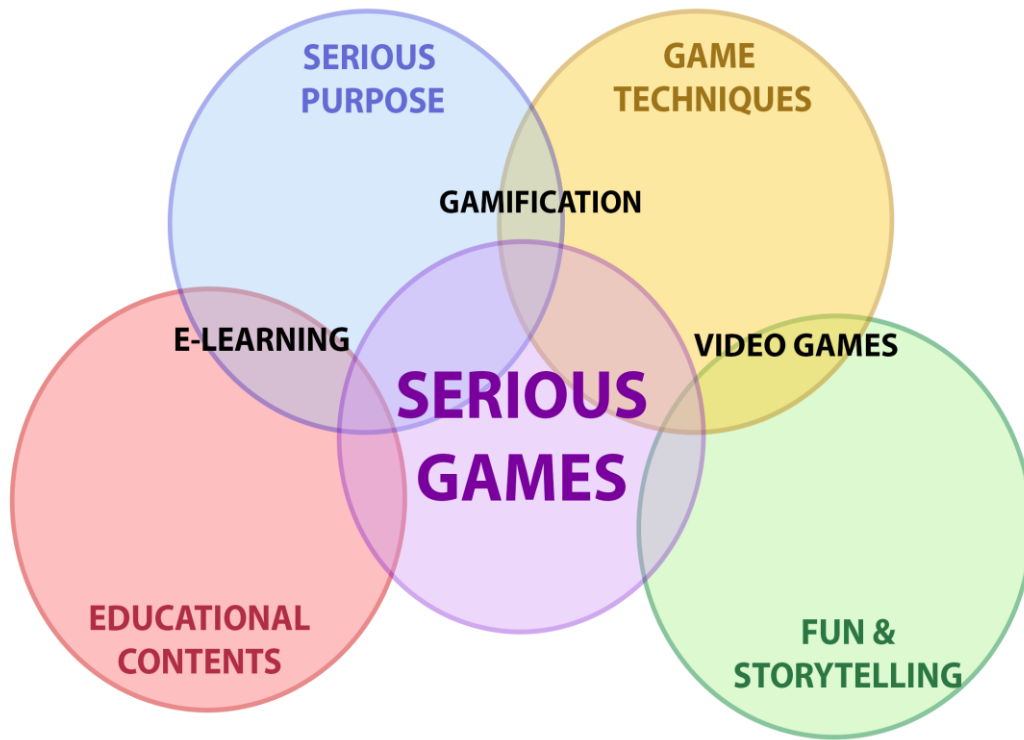 SERIOUS
PURPOSE
GAME
TECHNIQUES
GAMIFICATION
E-LEARNING
VIDEO GAMES
SERIOUS
GAMES
EDUCATIONAL
CONTENTS
FUN &
STORYTELLING